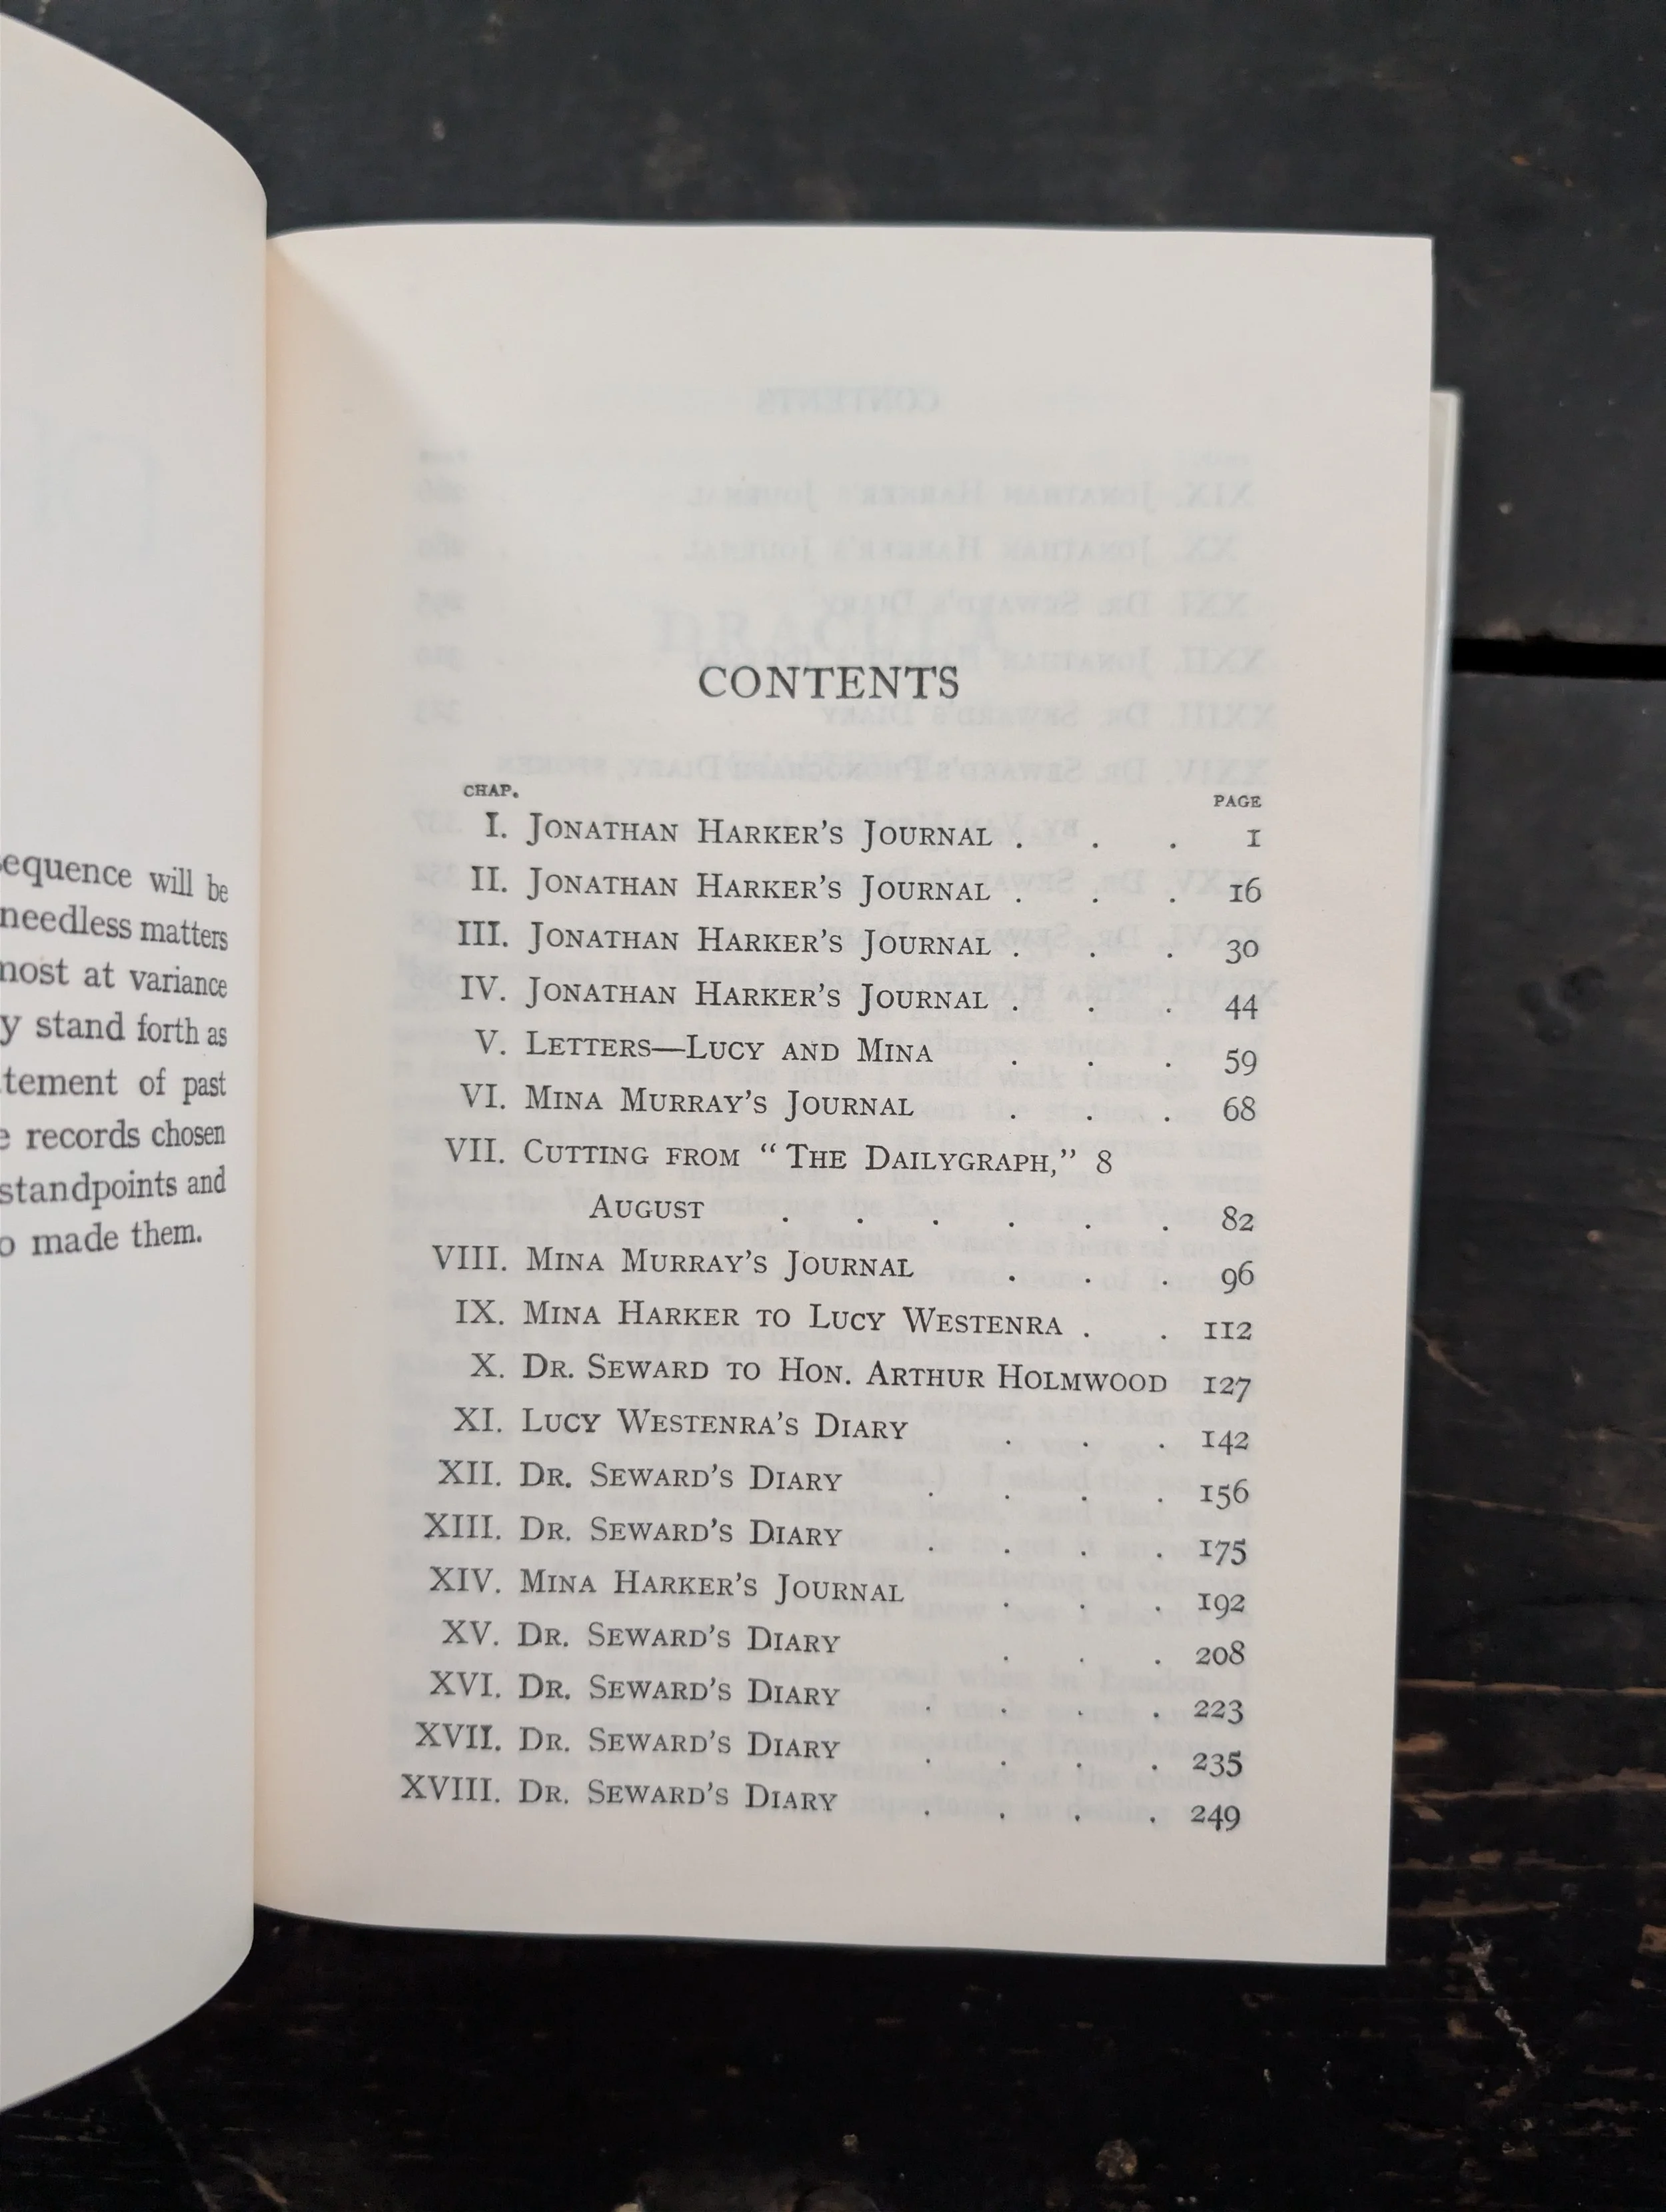 equence will be
needless matters
most at variance
y stand forth as
tement of past
e records chosen
standpoints and
o made them.
CONTENTS
CHAP. PAGE
I. JONATHAN HARKER'S JOURNAL . . . 1
II. JONATHAN HARKER'S JOURNAL . . . 16
III. JONATHAN HARKER'S JOURNAL . . . 30
IV. JONATHAN HARKER'S JOURNAL . . . 44
V. LETTERS—LUCY AND MINA . . . 59
VI. MINA MURRAY'S JOURNAL . . . 68
VII. CUTTING FROM "THE DAILYGRAPH," 8
AUGUST . . . . . . 82
VIII. MINA MURRAY'S JOURNAL . . . 96
IX. MINA HARKER TO LUCY WESTENRA . . 112
X. DR. SEWARD TO HON. ARTHUR HOLMWOOD 127
XI. LUCY WESTENRA'S DIARY . . . 142
XII. DR. SEWARD'S DIARY . . . . 156
XIII. DR. SEWARD'S DIARY . . . . 175
XIV. MINA HARKER'S JOURNAL . . . 192
XV. DR. SEWARD'S DIARY . . . 208
XVI. DR. SEWARD'S DIARY . . . . 223
XVII. DR. SEWARD'S DIARY . . . . 235
XVIII. DR. SEWARD'S DIARY . . . . 249